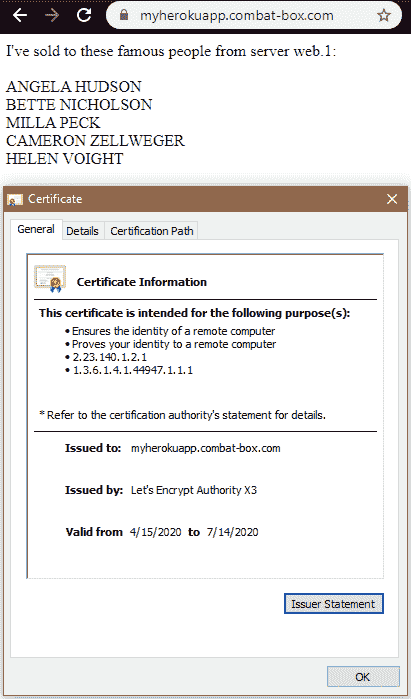 myherokuapp.combat-box.com
I've sold to these famous people from server web.1:
ANGELA HUDSON
BETTE NICHOLSON
MILLA PECK
CAMERON ZELLWEGER
HELEN VOIGHT
Certificate
General Details Certification Path
Certificate Information
This certificate is intended for the following purpose(s):
• Ensures the identity of a remote computer
• Proves your identity to a remote computer
• 2.23.140.1.2.1
• 1.3.6.1.4.1.44947.1.1.1
* Refer to the certification authority's statement for details.
Issued to: myherokuapp.combat-box.com
Issued by: Let's Encrypt Authority X3
Valid from 4/15/2020 to 7/14/2020
Issuer Statement
OK